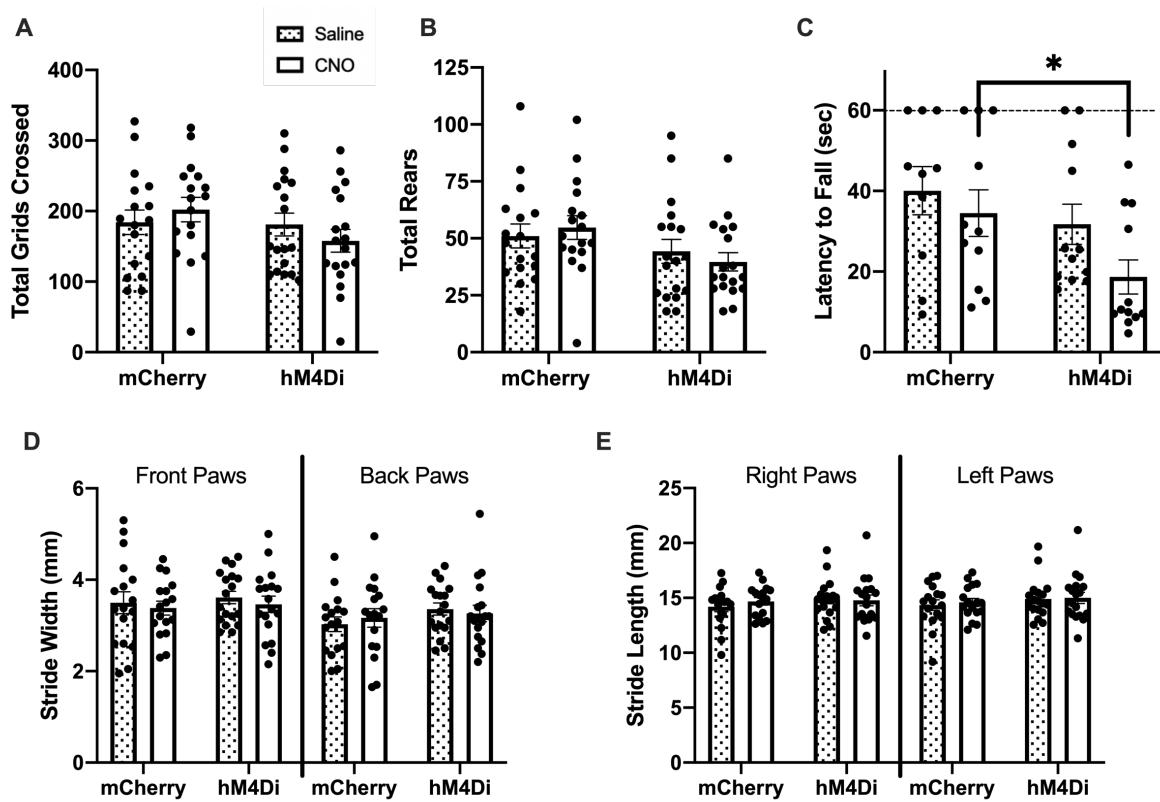 A
Saline
CNO
Total Grids Crossed
400
300
200
100
0
mCherry
hM4Di
B
Total Rears
125
100
75
50
25
0
mCherry
hM4Di
C
*
Latency to Fall (sec)
60
40
20
0
mCherry
hM4Di
D
Front Paws
Back Paws
Stride Width (mm)
6
4
2
0
mCherry
hM4Di
mCherry
hM4Di
E
Right Paws
Left Paws
Stride Length (mm)
25
20
15
10
5
0
mCherry
hM4Di
mCherry
hM4Di